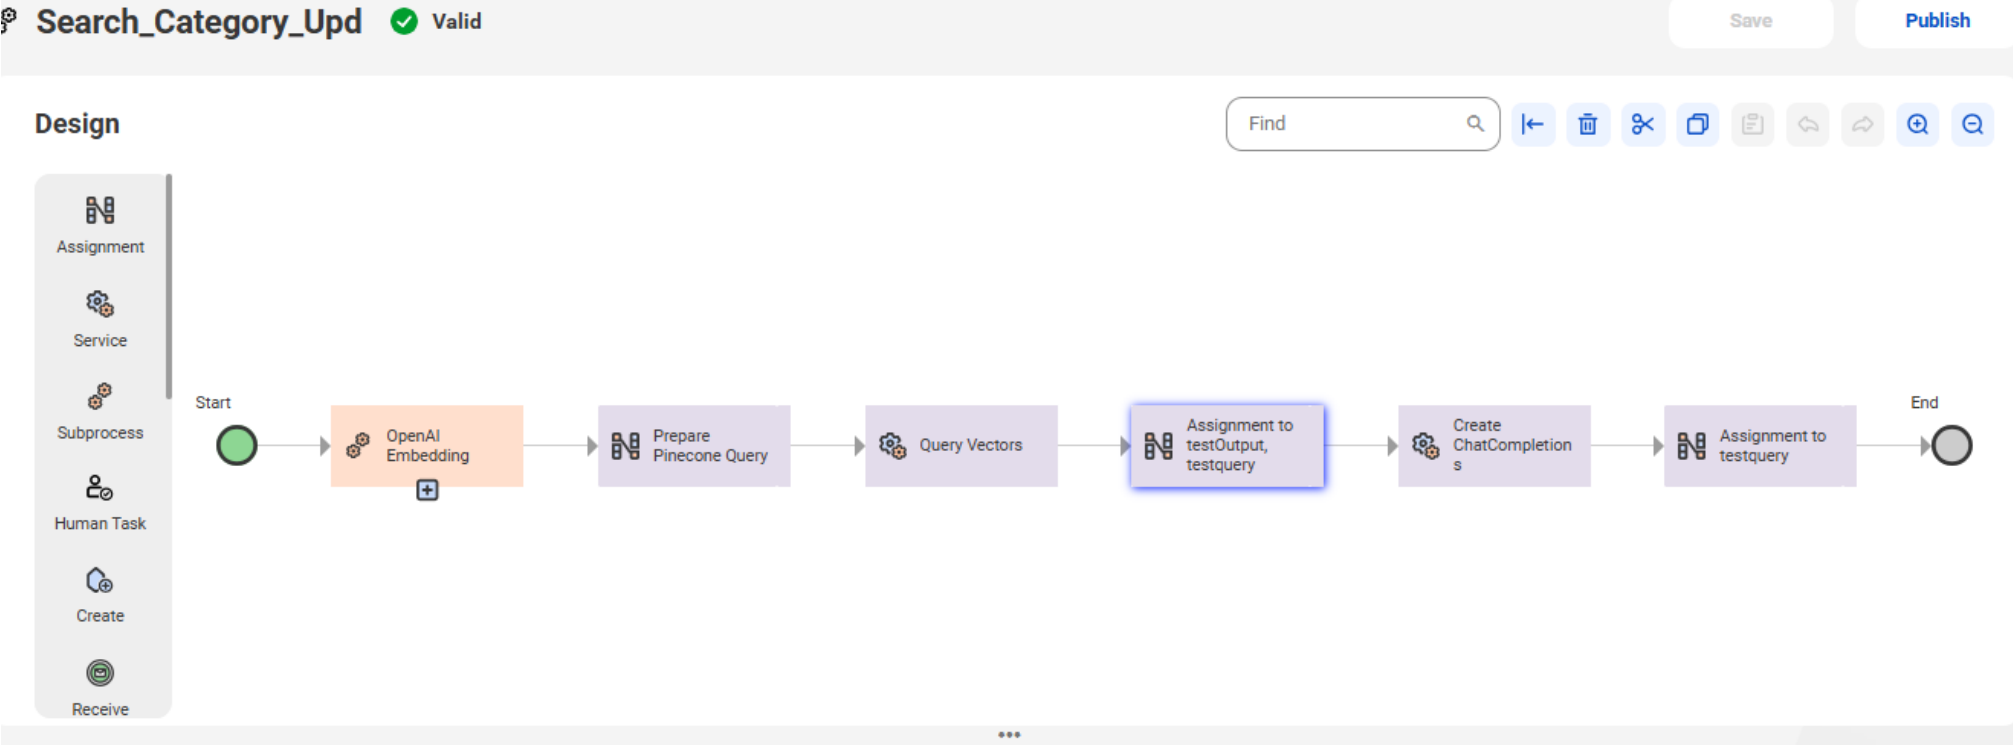 Search_Category_Upd
Valid
Save
Publish
Design
Find
Assignment
Service
Subprocess
Human Task
Create
Receive
Start
OpenAI
Embedding
Prepare
Pinecone Query
Query Vectors
Assignment to
testOutput,
testquery
Create
ChatCompletion
s
Assignment to
testquery
End